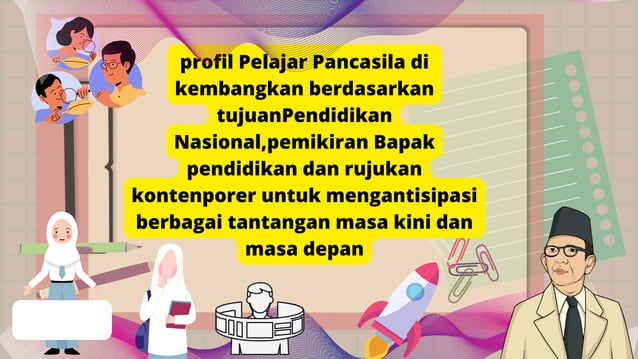 profil Pelajar Pancasila di
kembangkan berdasarkan
tujuanPendidikan
Nasional,pemikiran Bapak
pendidikan dan rujukan
kontenporer untuk mengantisipasi
berbagai tantangan masa kini dan
masa depan